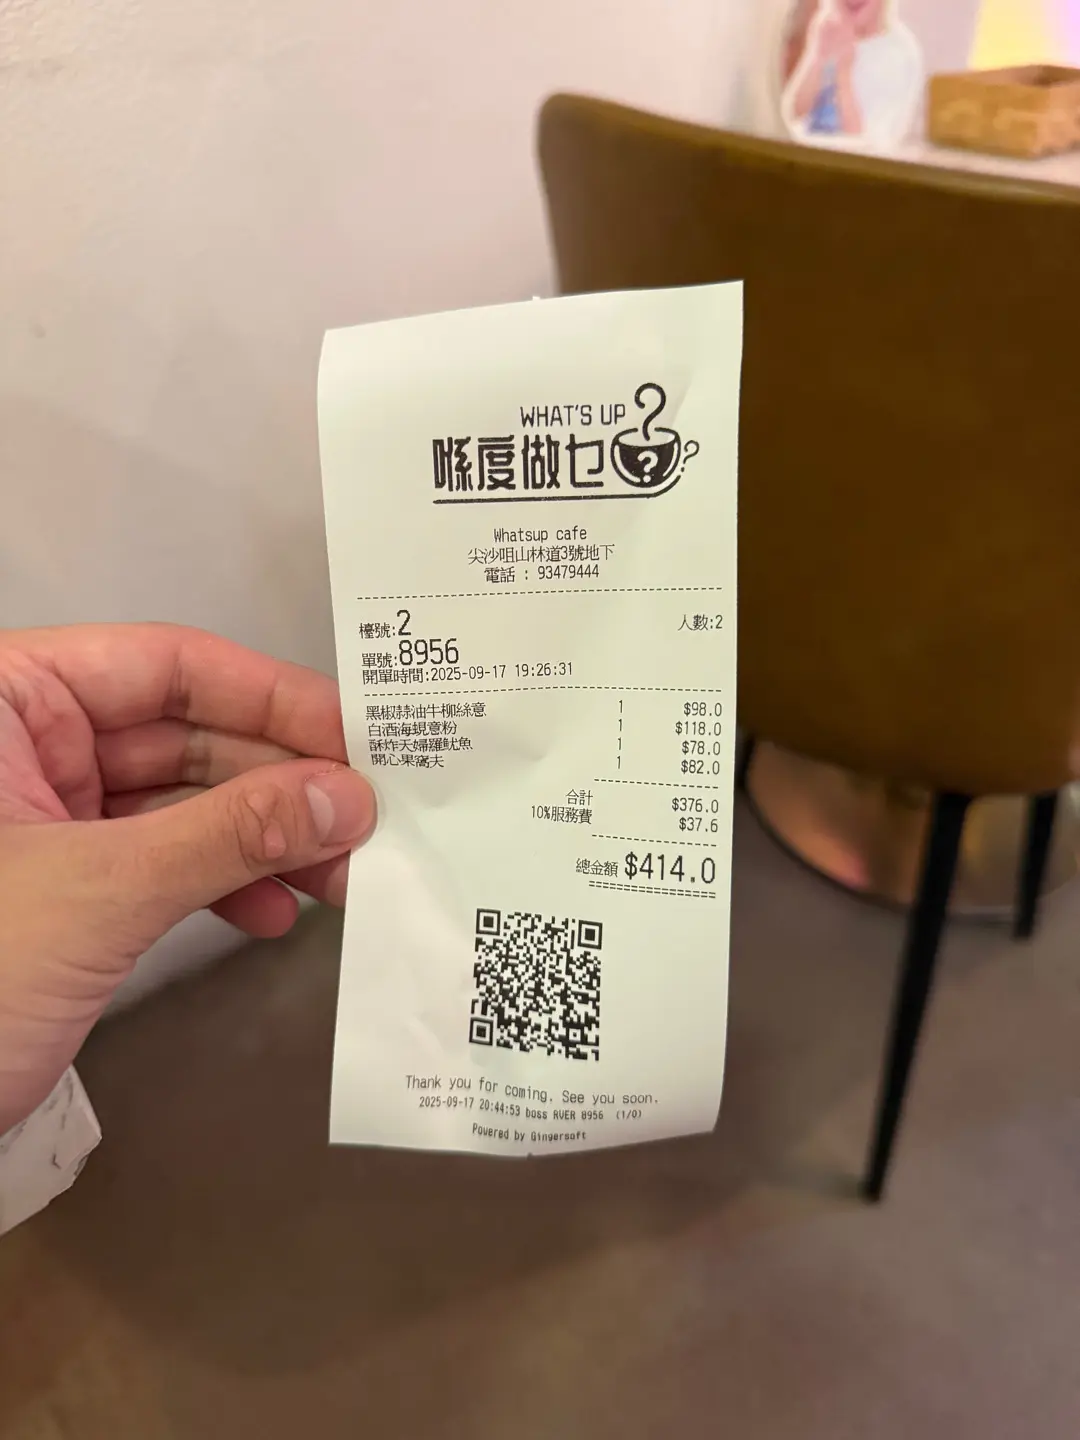 WHAT'S UP
喺度做乜
Whatsup cafe
尖沙咀山林道3號地下
電話 : 93479444
檯號:2 人數:2
單號:8956
開單時間:2025-09-17 19:26:31
黑椒蒜油牛柳絲意 1 $98.0
白酒海蜆意粉 1 $118.0
酥炸天婦羅魷魚 1 $78.0
開心果窩夫 1 $82.0
合計 $376.0
10%服務費 $37.6
總金額 $414.0
Thank you for coming. See you soon.
2025-09-17 20:44:53 boss RVER 8956 (1/0)
Powered by Gingersoft